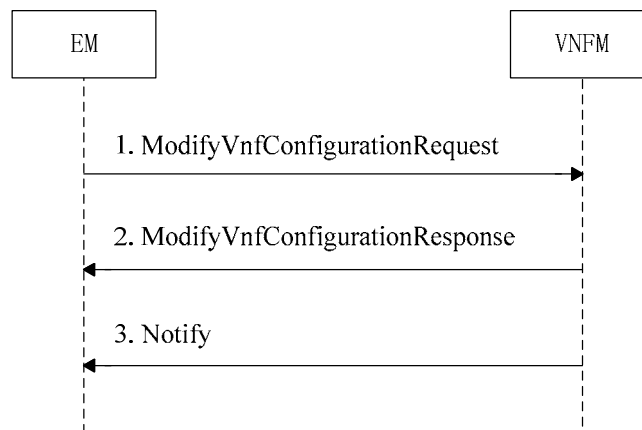 EM
VNFM
1. ModifyVnfConfigurationRequest
2. ModifyVnfConfigurationResponse
3. Notify